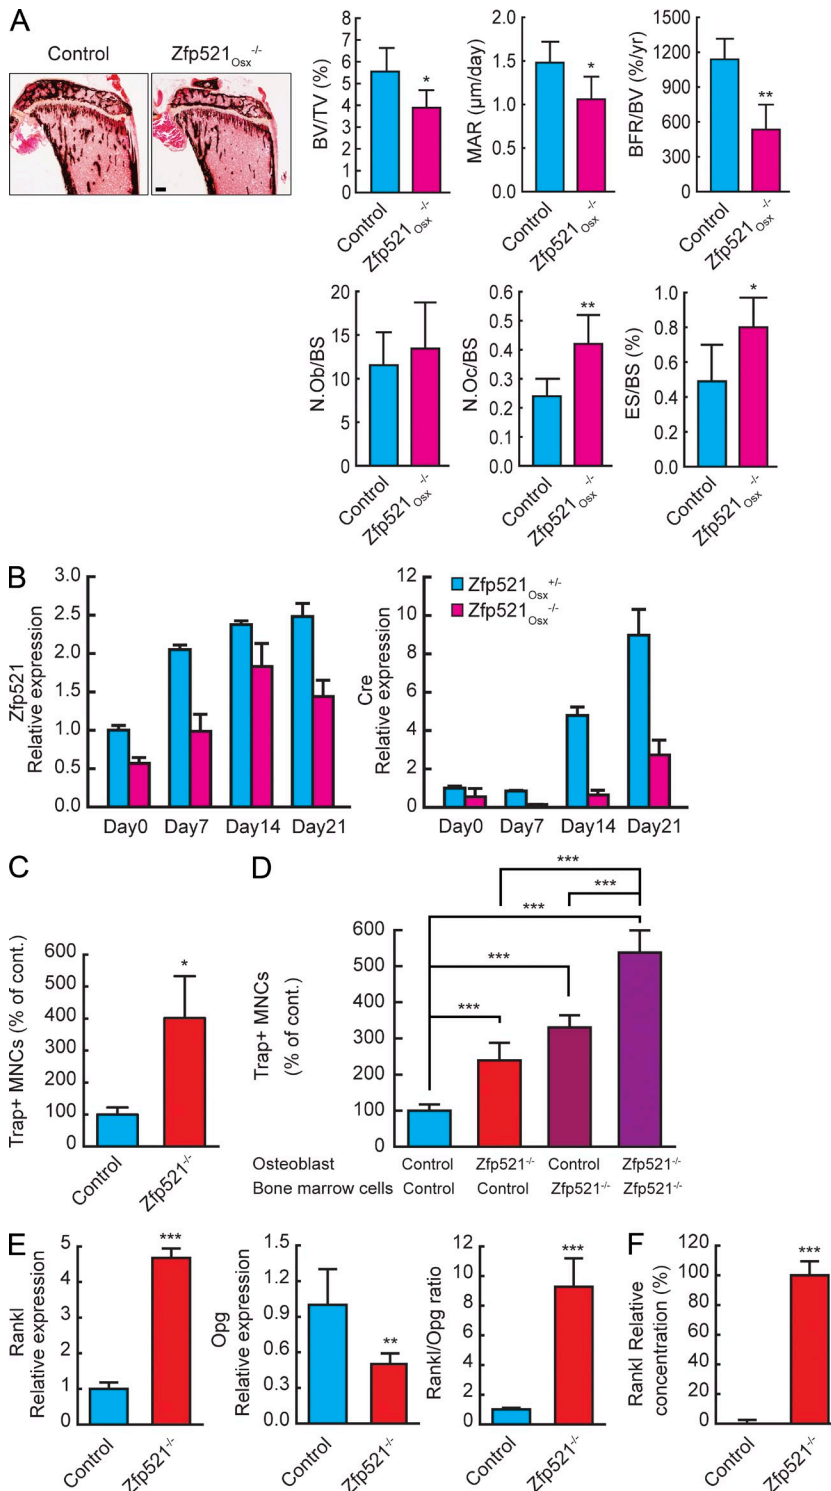 A
Control
Zfp521Osx-/-
BV/TV (%)
8
7
6
5
4
3
2
1
0
*
Control
Zfp521Osx-/-
MAR (µm/day)
2.0
1.5
1.0
0.5
0.0
*
Control
Zfp521Osx-/-
BFR/BV (%/yr)
1500
1200
900
600
300
0
**
Control
Zfp521Osx-/-
N.Ob/BS
20
15
10
5
0
Control
Zfp521Osx-/-
N.Oc/BS
0.6
0.5
0.4
0.3
0.2
0.1
0.0
**
Control
Zfp521Osx-/-
ES/BS (%)
1.0
0.8
0.6
0.4
0.2
0.0
*
Control
Zfp521Osx-/-
B
Zfp521
Relative expression
3.0
2.5
2.0
1.5
1.0
0.5
0.0
Day0 Day7 Day14 Day21
Cre
Relative expression
12
10
8
6
4
2
0
Zfp521Osx+/-
Zfp521Osx-/-
Day0 Day7 Day14 Day21
C
Trap+ MNCs (% of cont.)
600
500
400
300
200
100
0
*
Control
Zfp521-/-
D
Trap+ MNCs
(% of cont.)
600
500
400
300
200
100
0
***
***
***
***
***
Osteoblast Control Zfp521-/- Control Zfp521-/-
Bone marrow cells Control Control Zfp521-/- Zfp521-/-
E
Rankl
Relative expression
5
4
3
2
1
0
***
Control
Zfp521-/-
Opg
Relative expression
1.5
1.2
0.9
0.6
0.3
0.0
**
Control
Zfp521-/-
Rankl/Opg ratio
12
10
8
6
4
2
0
***
Control
Zfp521-/-
F
Rankl Relative
concentration (%)
120
100
80
60
40
20
0
***
Control
Zfp521-/-